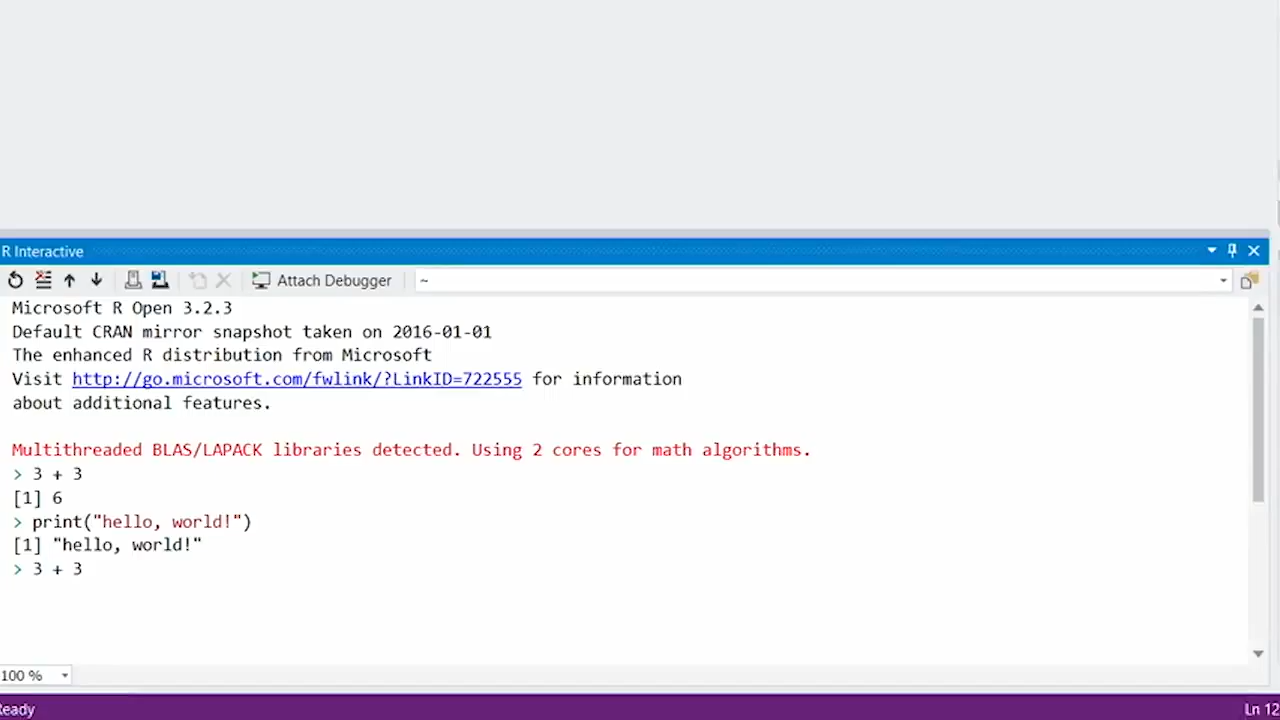 R Interactive
Attach Debugger
~
Microsoft R Open 3.2.3
Default CRAN mirror snapshot taken on 2016-01-01
The enhanced R distribution from Microsoft
Visit http://go.microsoft.com/fwlink/?LinkID=722555 for information
about additional features.
Multithreaded BLAS/LAPACK libraries detected. Using 2 cores for math algorithms.
> 3 + 3
[1] 6
> print("hello, world!")
[1] "hello, world!"
> 3 + 3
100 %
Ready
Ln 12